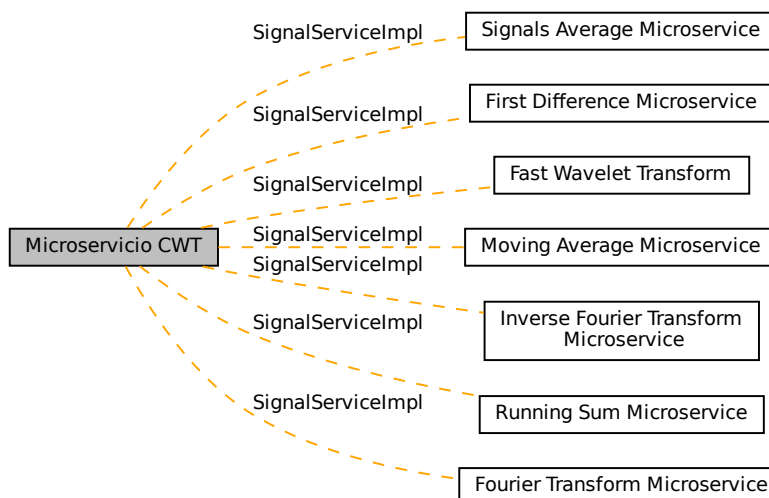 SignalServiceImpl
Signals Average Microservice
SignalServiceImpl
First Difference Microservice
SignalServiceImpl
Fast Wavelet Transform
Microservicio CWT
SignalServiceImpl
Moving Average Microservice
SignalServiceImpl
Inverse Fourier Transform
Microservice
SignalServiceImpl
Running Sum Microservice
SignalServiceImpl
Fourier Transform Microservice